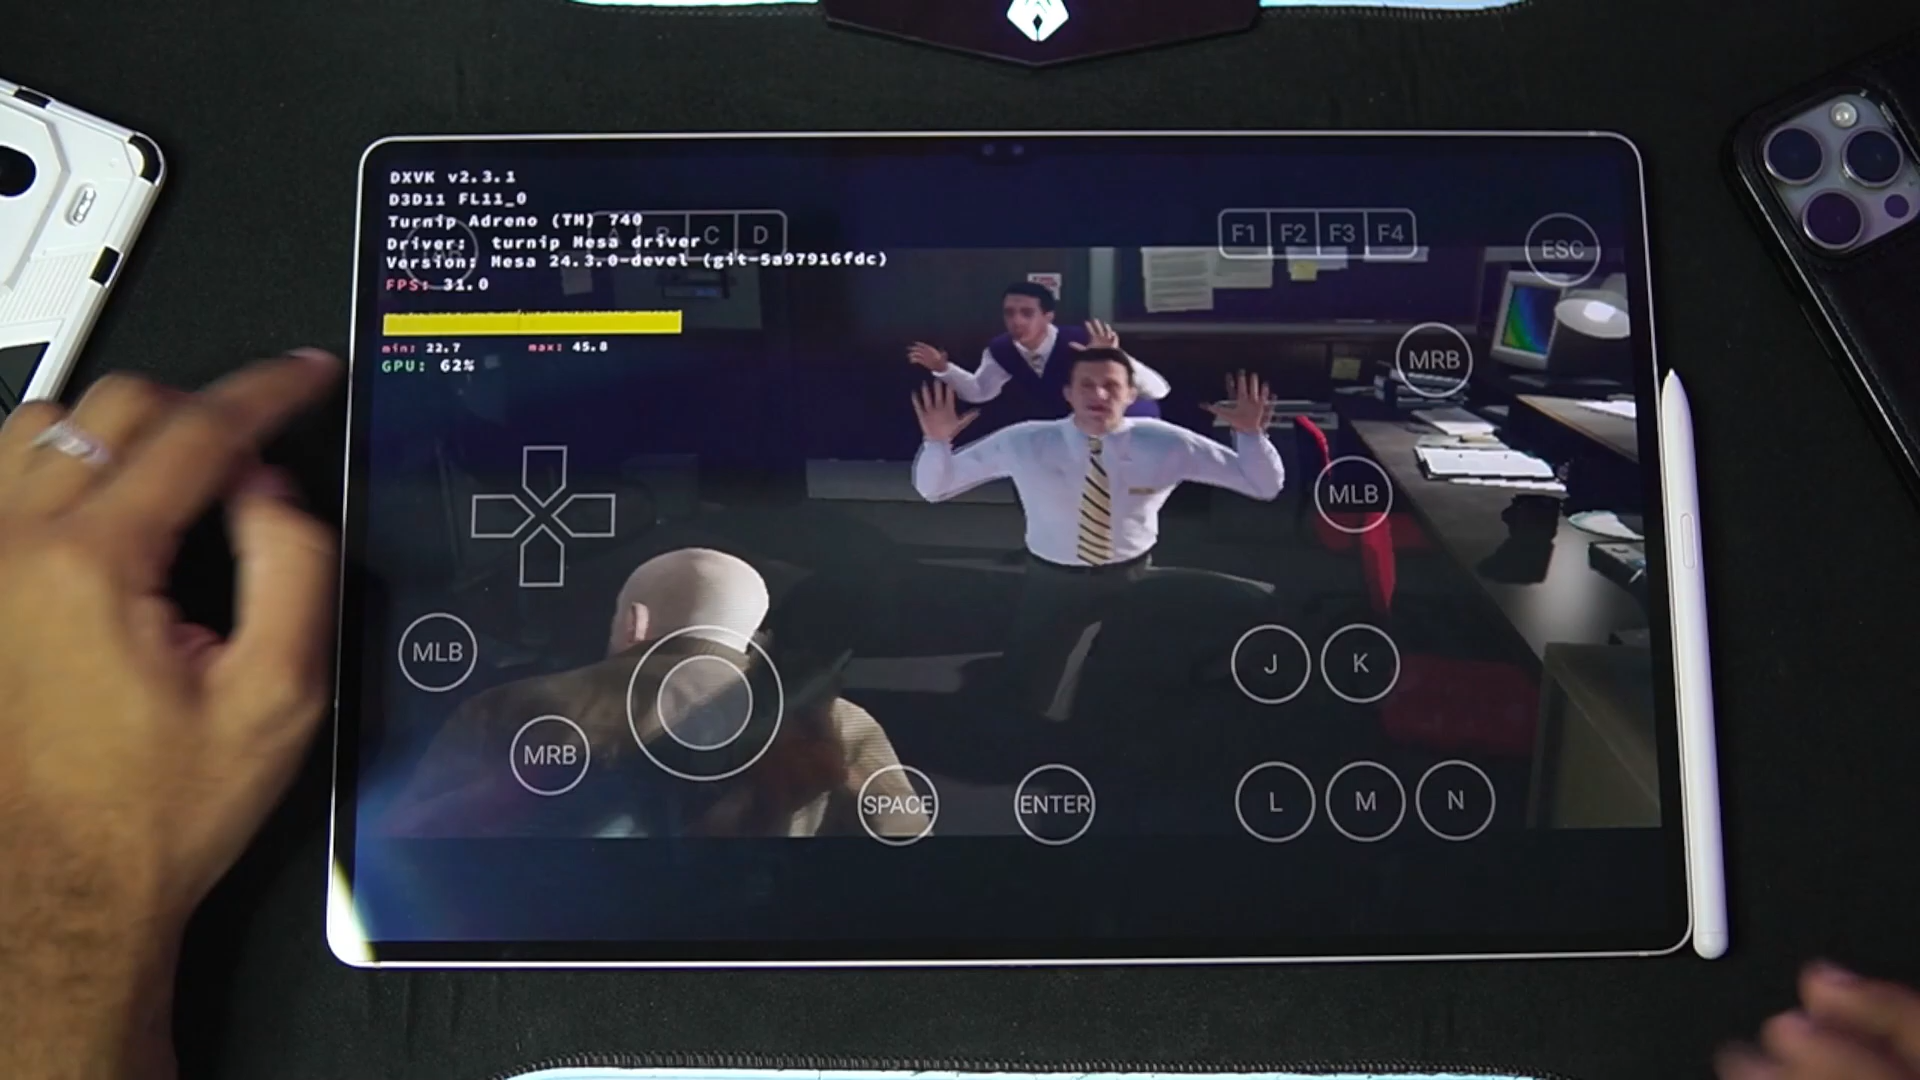 DXVK v2.3.1
D3D11 FL11_0
Turnip Adreno (TM) 740
Driver: turnip Mesa driver
Version: Mesa 24.3.0-devel (git-5a97916fdc)
FPS: 31.0
min: 22.7 max: 45.8
GPU: 62%
C D
F1 F2 F3 F4
ESC
MRB
MLB
MLB
MRB
J K
SPACE ENTER
L M N